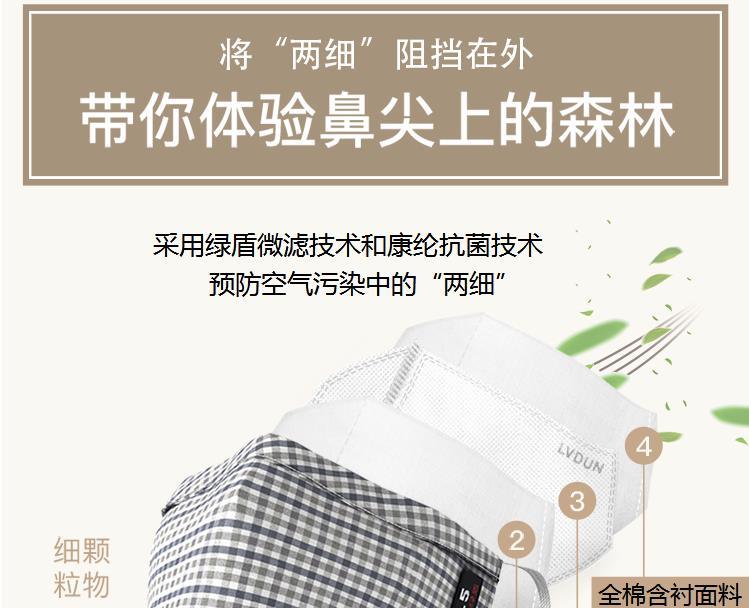 将“两细”阻挡在外
带你体验鼻尖上的森林
采用绿盾微滤技术和康纶抗菌技术
预防空气污染中的“两细”
LVDUN
4
3
2
细颗
粒物
全棉含衬面料